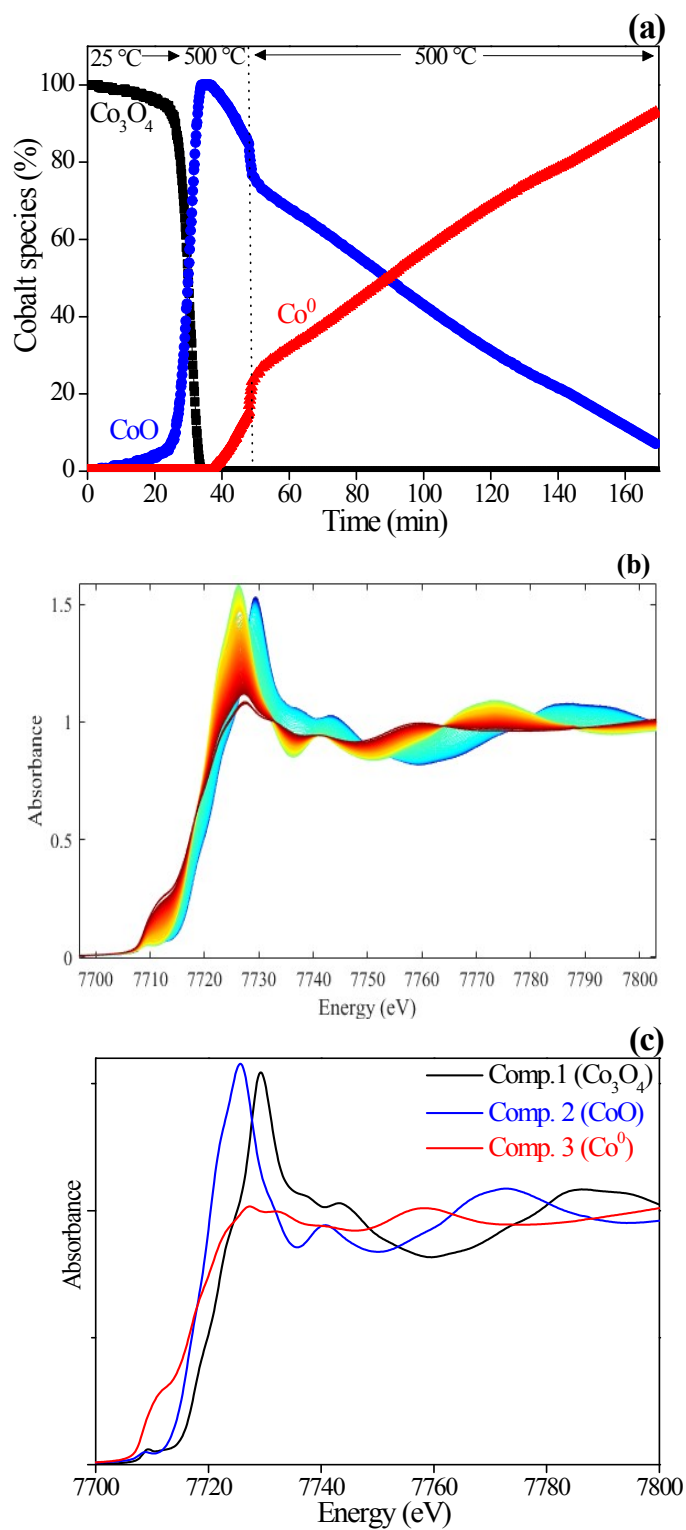 (a)
25 °C 500 °C 500 °C
100
80
60
40
20
0
Co₃O₄
Co⁰
CoO
Cobalt species (%)
0 20 40 60 80 100 120 140 160
Time (min)
(b)
1.5
1
0.5
0
Absorbance
7700 7710 7720 7730 7740 7750 7760 7770 7780 7790 7800
Energy (eV)
(c)
Comp.1 (Co₃O₄)
Comp. 2 (CoO)
Comp. 3 (Co⁰)
Absorbance
7700 7720 7740 7760 7780 7800
Energy (eV)